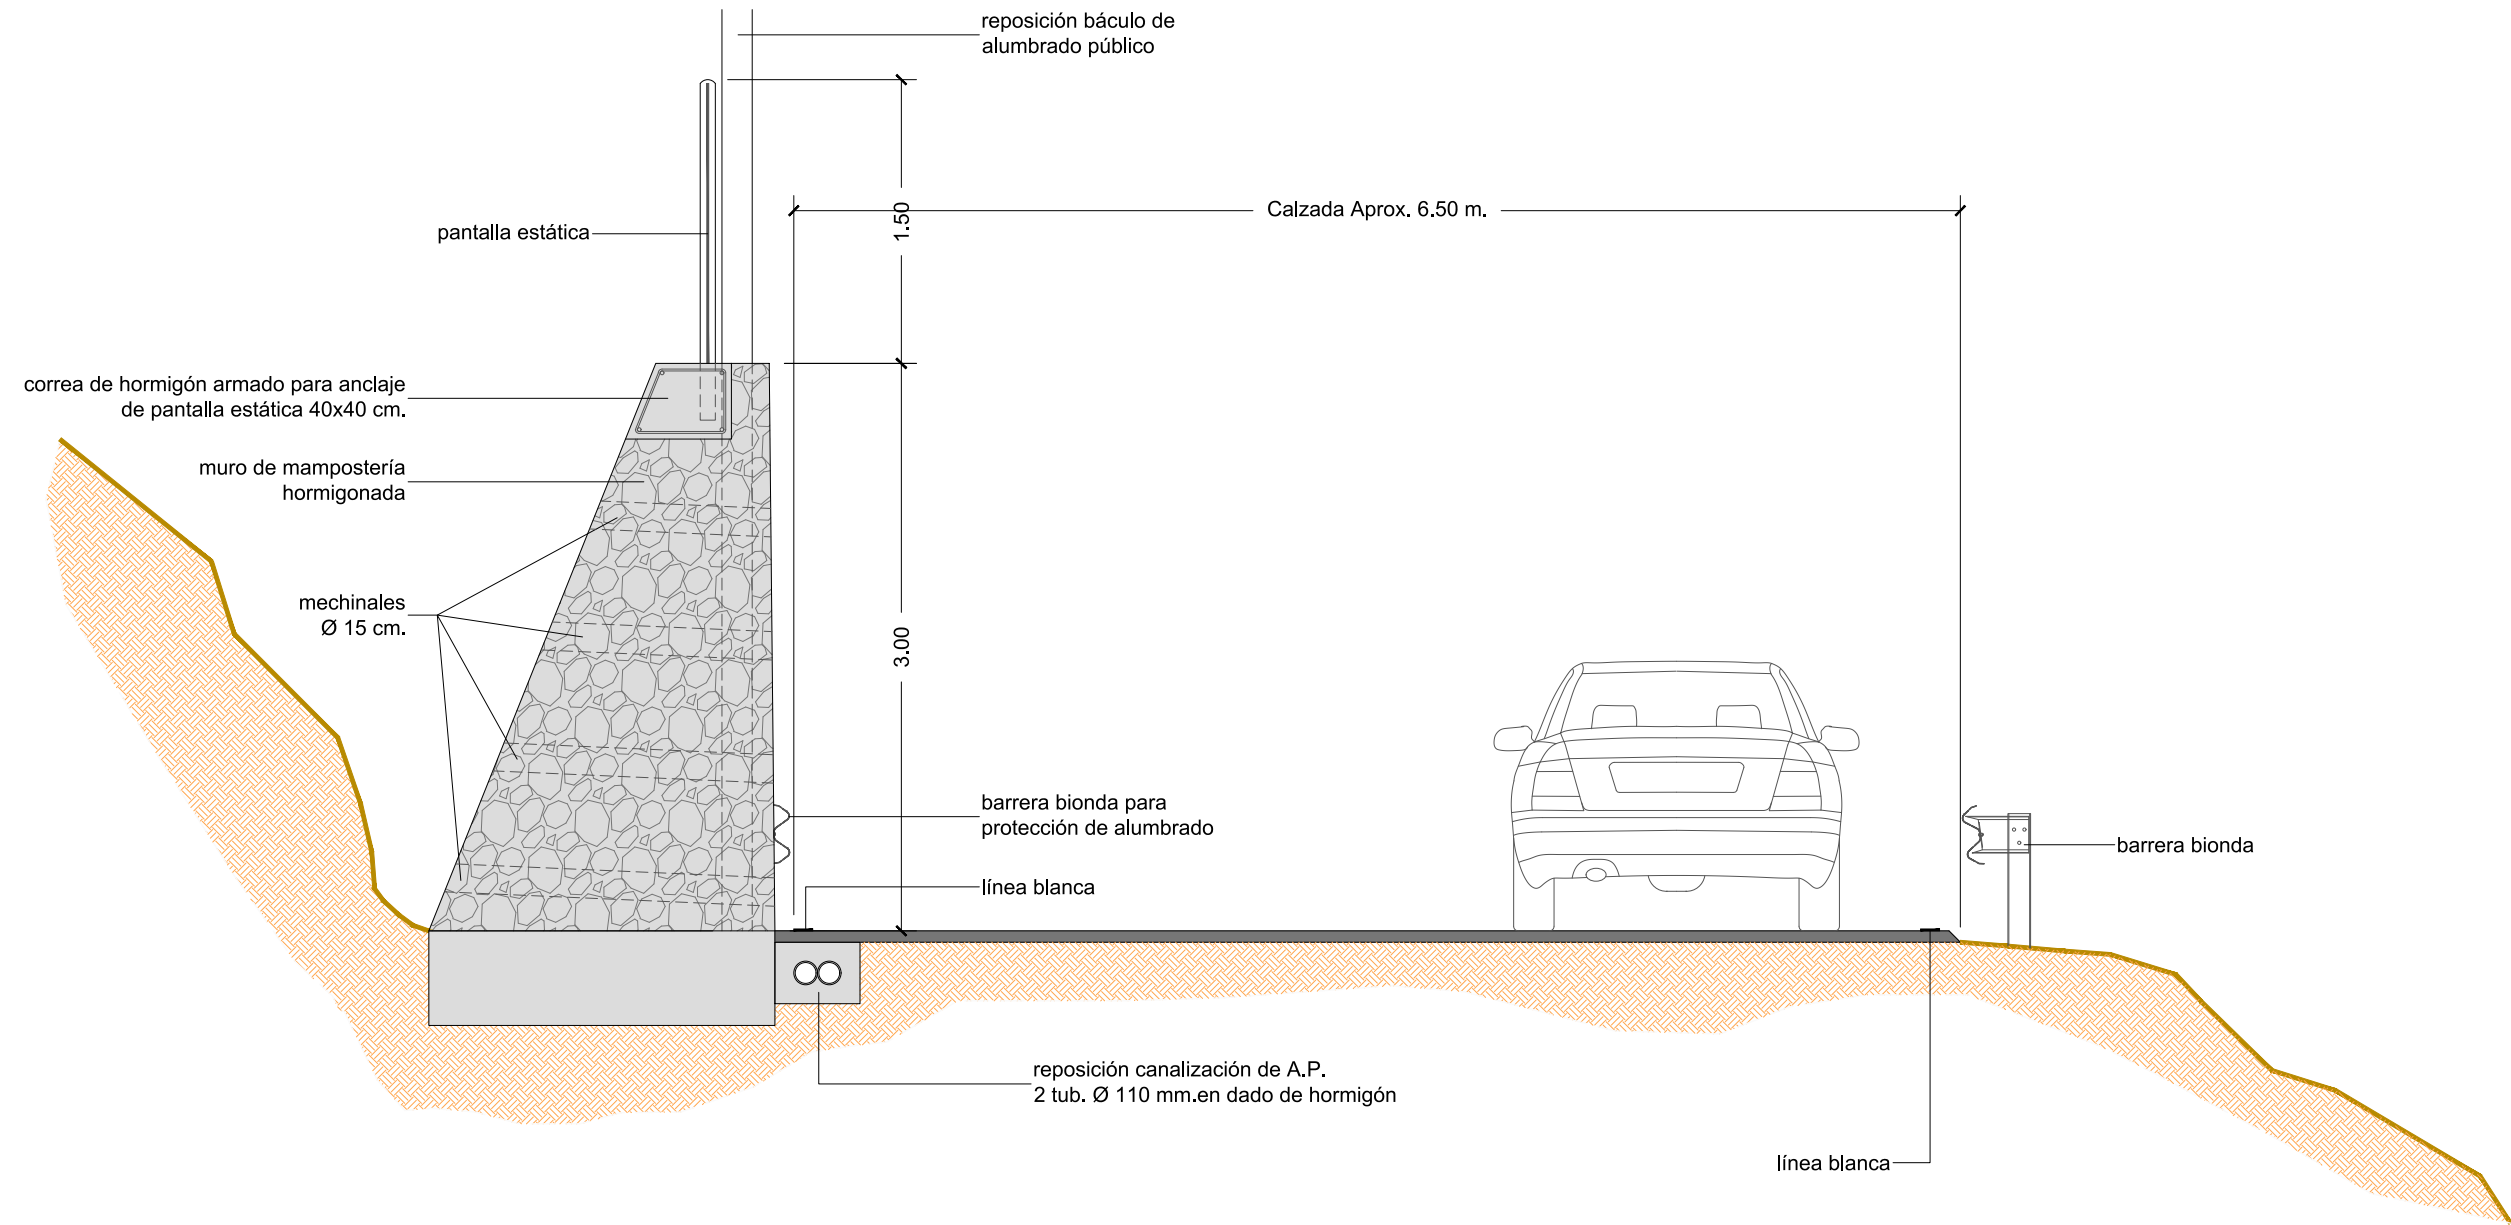 reposición báculo de
alumbrado público
1.50
Calzada Aprox. 6.50 m.
pantalla estática
correa de hormigón armado para anclaje
de pantalla estática 40x40 cm.
muro de mampostería
hormigonada
mechinales
Ø 15 cm.
3.00
barrera bionda para
protección de alumbrado
barrera bionda
línea blanca
reposición canalización de A.P.
2 tub. Ø 110 mm.en dado de hormigón
línea blanca